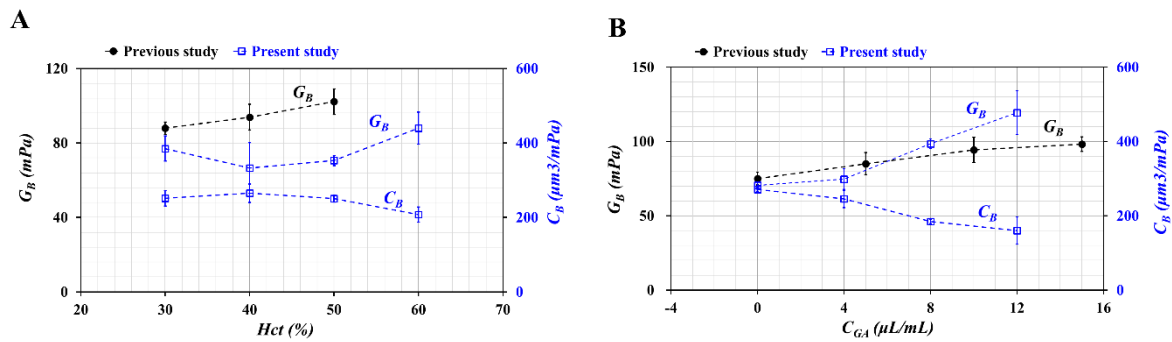 A
Previous study Present study
120
80
40
0
G_B (mPa)
600
400
200
0
C_B (μm3/mPa)
20 30 40 50 60 70
Hct (%)
G_B
G_B
C_B
B
Previous study Present study
150
100
50
0
G_B (mPa)
600
400
200
0
C_B (μm3/mPa)
-4 0 4 8 12 16
C_GA (μL/mL)
G_B
G_B
C_B